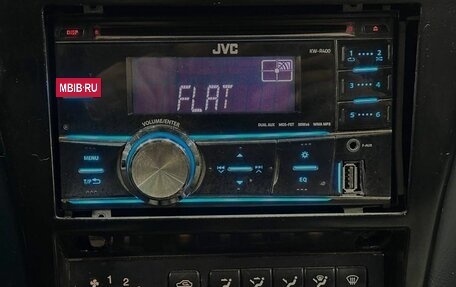 JVC
KW-R400
1 2
3 4
5 6
MBIB·RU
FLAT
DUAL AUX MOS-FET 50Wx4 WMA MP3
VOLUME/ENTER
MENU
T/P
EQ
F-AUX
1 2